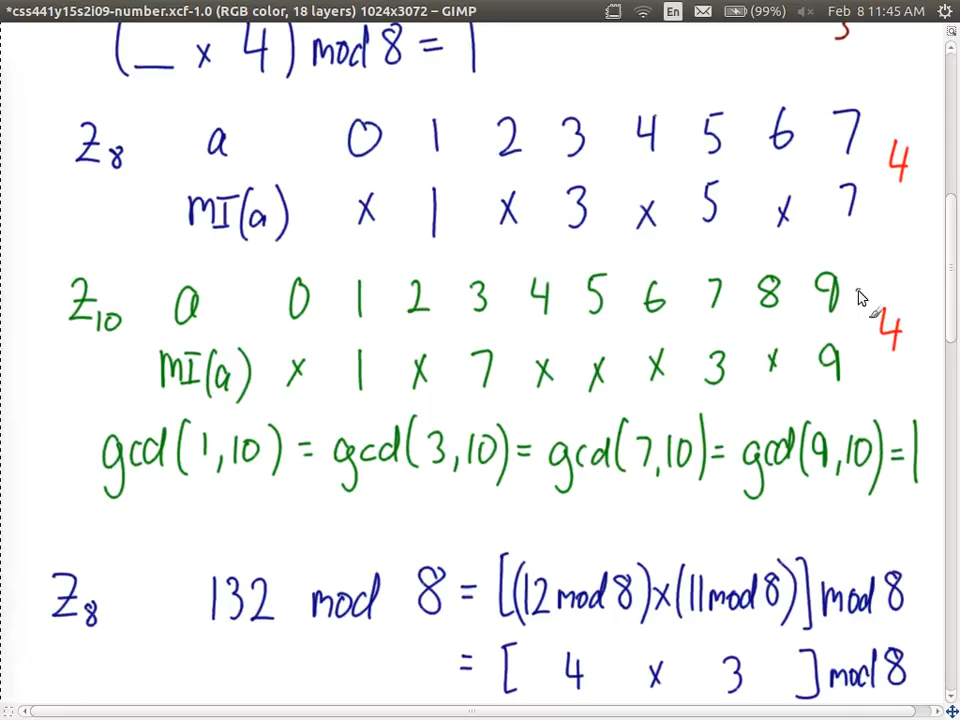 *css441y15s2i09-number.xcf-1.0 (RGB color, 18 layers) 1024x3072 – GIMP En (99%) Feb 8 11:45 AM
( _ x 4 ) mod 8 = 1
Z8 a 0 1 2 3 4 5 6 7 4
MI(a) x 1 x 3 x 5 x 7
Z10 a 0 1 2 3 4 5 6 7 8 9 4
MI(a) x 1 x 7 x x x 3 x 9
gcd(1,10) = gcd(3,10) = gcd(7,10) = gcd(9,10) = 1
Z8 132 mod 8 = [(12 mod 8) x (11 mod 8)] mod 8
= [ 4 x 3 ] mod 8